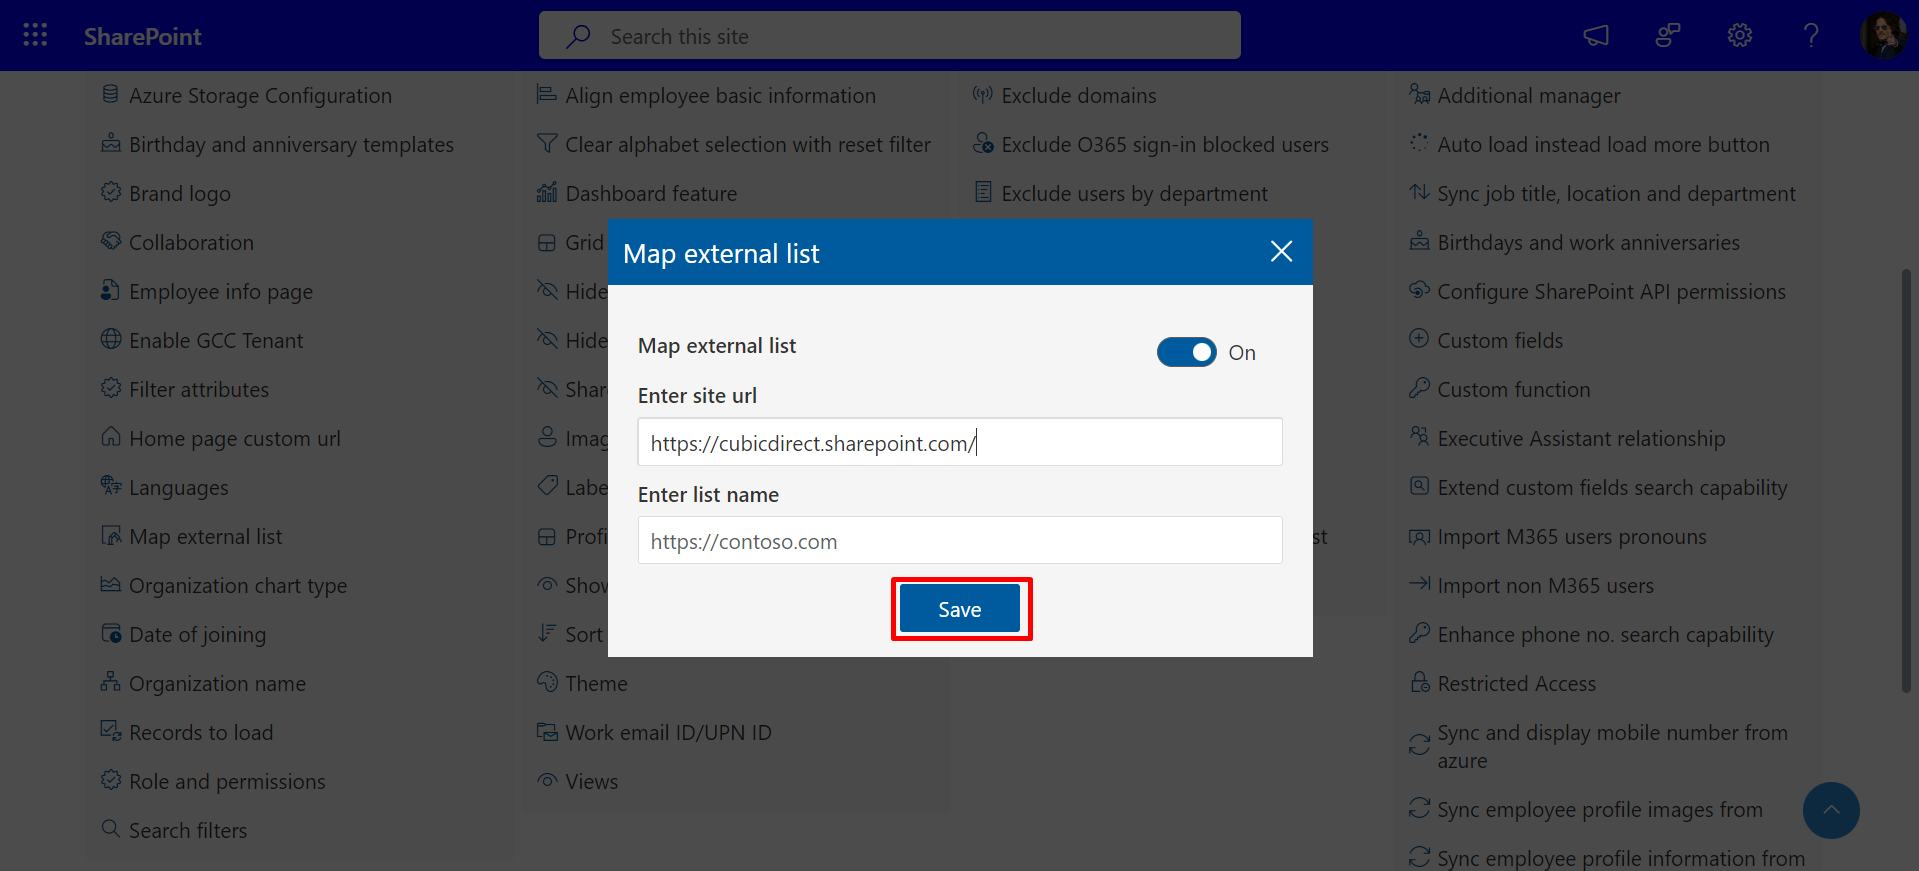 SharePoint
Search this site
Azure Storage Configuration
Birthday and anniversary templates
Brand logo
Collaboration
Employee info page
Enable GCC Tenant
Filter attributes
Home page custom url
Languages
Map external list
Organization chart type
Date of joining
Organization name
Records to load
Role and permissions
Search filters
Align employee basic information
Clear alphabet selection with reset filter
Dashboard feature
Grid
Hide
Hide
Shar
Imag
Labe
Profi
Show
Sort
Theme
Work email ID/UPN ID
Views
Exclude domains
Exclude O365 sign-in blocked users
Exclude users by department
st
Additional manager
Auto load instead load more button
Sync job title, location and department
Birthdays and work anniversaries
Configure SharePoint API permissions
Custom fields
Custom function
Executive Assistant relationship
Extend custom fields search capability
Import M365 users pronouns
Import non M365 users
Enhance phone no. search capability
Restricted Access
Sync and display mobile number from
azure
Sync employee profile images from
Sync employee profile information from
Map external list
Map external list
On
Enter site url
https://cubicdirect.sharepoint.com/
Enter list name
https://contoso.com
Save